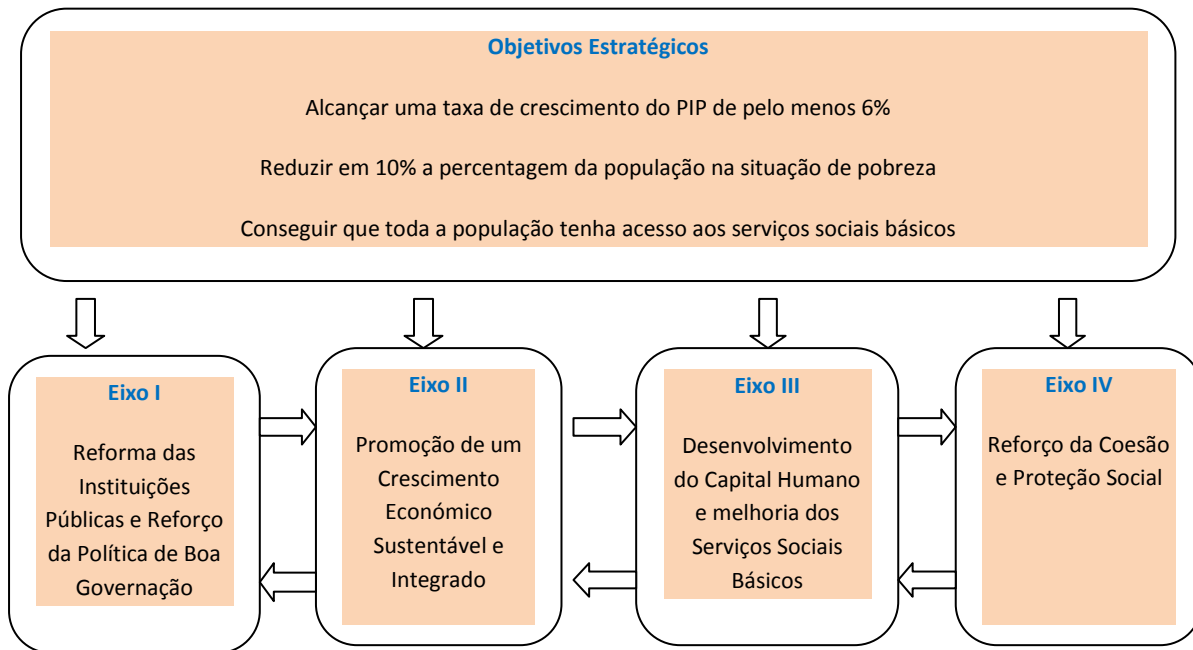 Objetivos Estratégicos
Alcançar uma taxa de crescimento do PIP de pelo menos 6%
Reduzir em 10% a percentagem da população na situação de pobreza
Conseguir que toda a população tenha acesso aos serviços sociais básicos
Eixo I
Reforma das
Instituições
Públicas e Reforço
da Política de Boa
Governação
Eixo II
Promoção de um
Crescimento
Económico
Sustentável e
Integrado
Eixo III
Desenvolvimento
do Capital Humano
e melhoria dos
Serviços Sociais
Básicos
Eixo IV
Reforço da Coesão
e Proteção Social